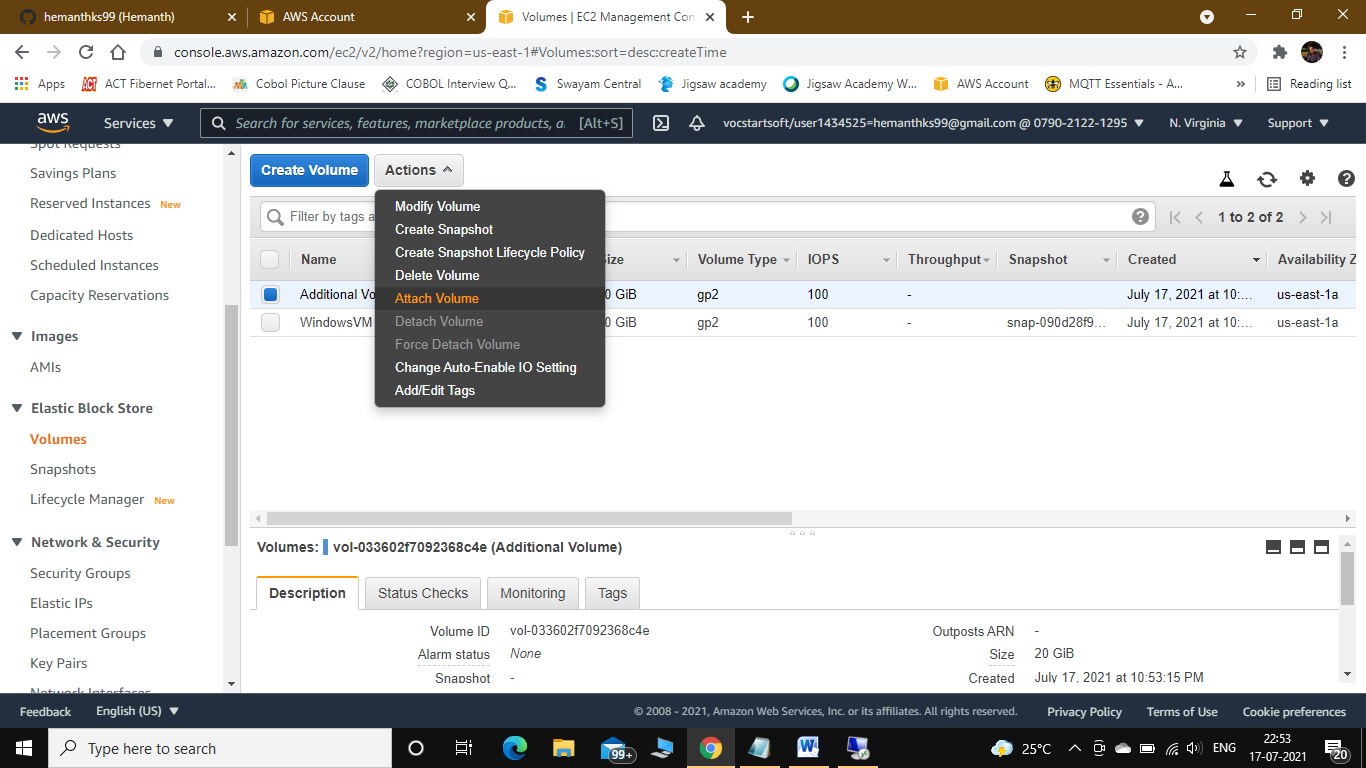 hemanthks99 (Hemanth)
AWS Account
Volumes | EC2 Management Con
console.aws.amazon.com/ec2/v2/home?region=us-east-1#Volumes:sort=desc:createTime
Apps
ACT Fibernet Portal...
Cobol Picture Clause
COBOL Interview Q...
Swayam Central
Jigsaw academy
Jigsaw Academy W...
AWS Account
MQTT Essentials - A...
»
Reading list
aws
Services
Search for services, features, marketplace products, a
[Alt+S]
vocstartsoft/user1434525=hemanthks99@gmail.com @ 0790-2122-1295
N. Virginia
Support
Spot Requests
Savings Plans
Reserved Instances New
Dedicated Hosts
Scheduled Instances
Capacity Reservations
Images
AMIs
Elastic Block Store
Volumes
Snapshots
Lifecycle Manager New
Network & Security
Security Groups
Elastic IPs
Placement Groups
Key Pairs
Network Interfaces
Create Volume
Actions
Filter by tags a
1 to 2 of 2
Modify Volume
Create Snapshot
Create Snapshot Lifecycle Policy
Delete Volume
Attach Volume
Detach Volume
Force Detach Volume
Change Auto-Enable IO Setting
Add/Edit Tags
Name ize Volume Type IOPS Throughput Snapshot Created Availability Z
Additional Vo 0 GiB gp2 100 - July 17, 2021 at 10:... us-east-1a
WindowsVM 0 GiB gp2 100 - snap-090d28f9... July 17, 2021 at 10:... us-east-1a
Volumes: vol-033602f7092368c4e (Additional Volume)
Description
Status Checks
Monitoring
Tags
Volume ID vol-033602f7092368c4e
Outposts ARN -
Alarm status None
Size 20 GiB
Snapshot -
Created July 17, 2021 at 10:53:15 PM
Feedback
English (US)
© 2008 - 2021, Amazon Web Services, Inc. or its affiliates. All rights reserved.
Privacy Policy
Terms of Use
Cookie preferences
Type here to search
99+
25°C
ENG
22:53
17-07-2021
20